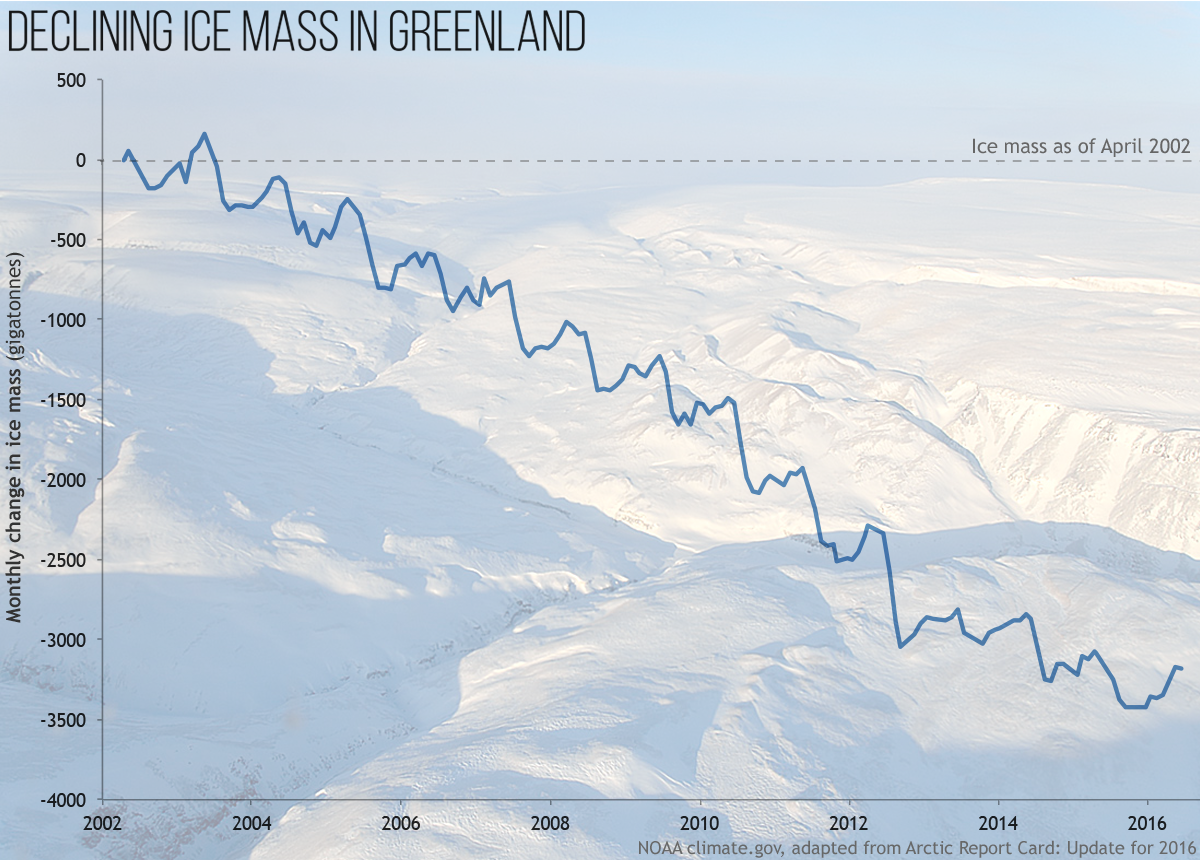 DECLINING ICE MASS IN GREENLAND
500
0
-500
-1000
-1500
-2000
-2500
-3000
-3500
-4000
Monthly change in ice mass (gigatonnes)
Ice mass as of April 2002
2002 2004 2006 2008 2010 2012 2014 2016
NOAA climate.gov, adapted from Arctic Report Card: Update for 2016